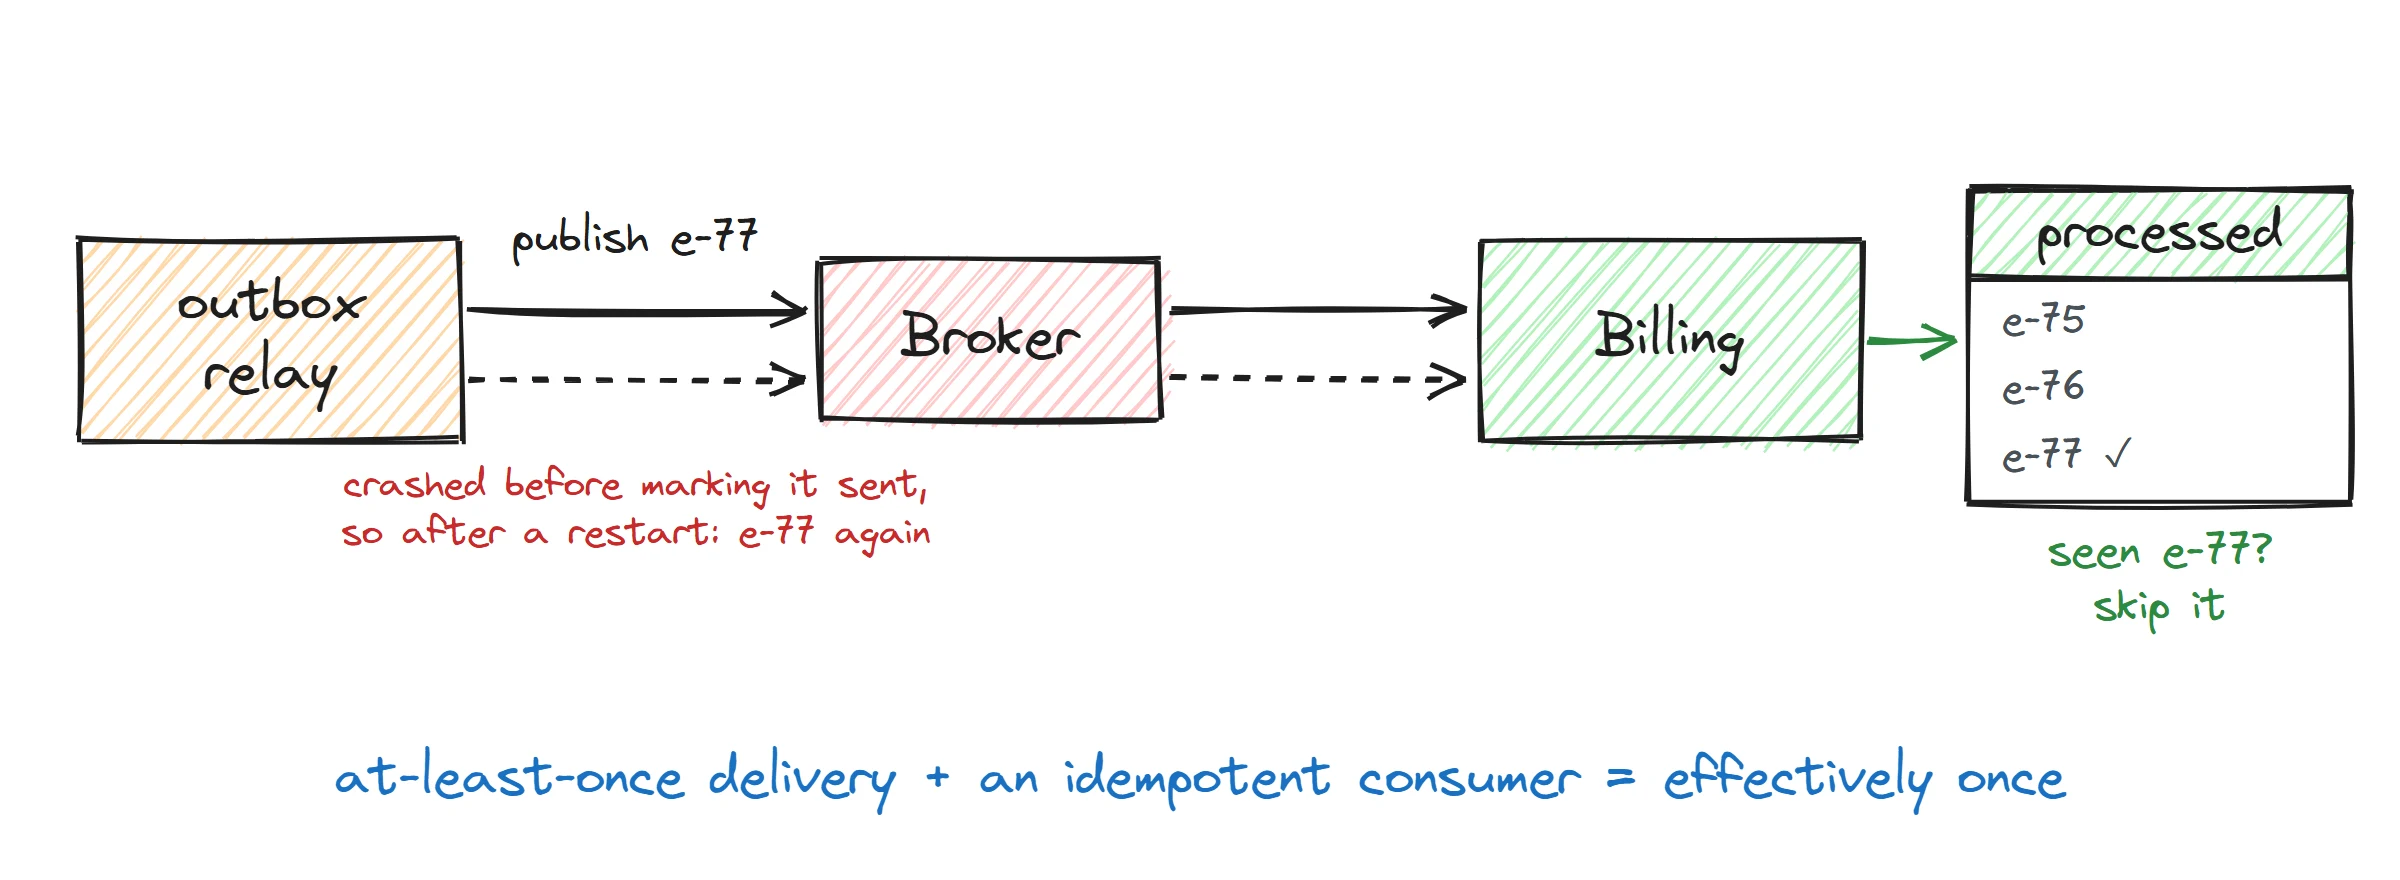 publish e-77
outbox
relay
Broker
Billing
processed
e-75
e-76
e-77 ✓
crashed before marking it sent,
so after a restart: e-77 again
seen e-77?
skip it
at-least-once delivery + an idempotent consumer = effectively once